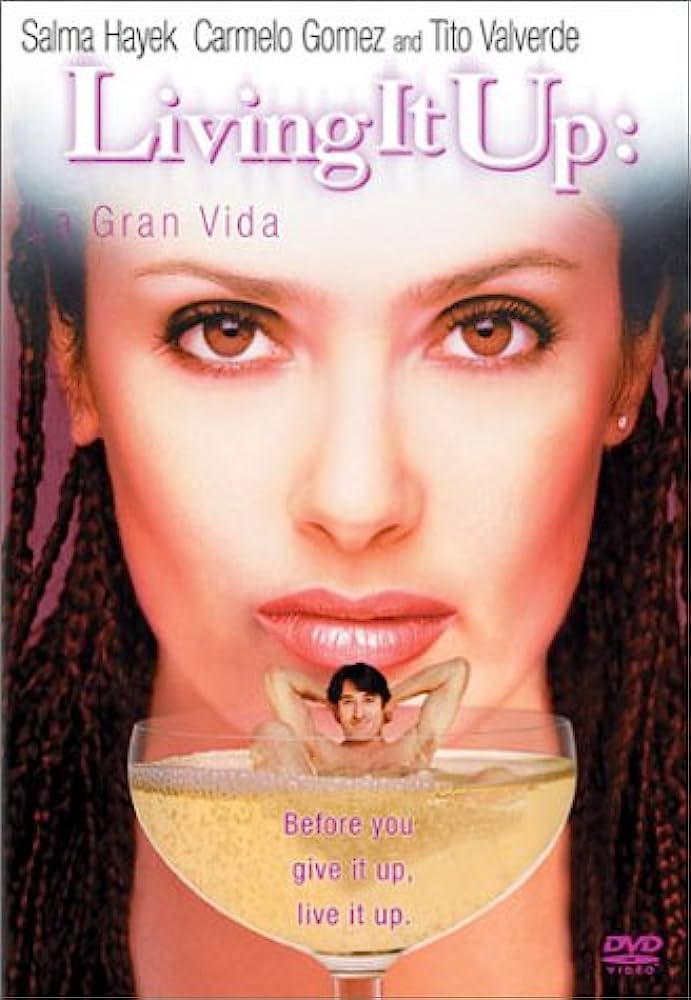 Salma Hayek Carmelo Gomez and Tito Valverde
Living It Up:
La Gran Vida
Before you
give it up,
live it up.
DVD
VIDEO